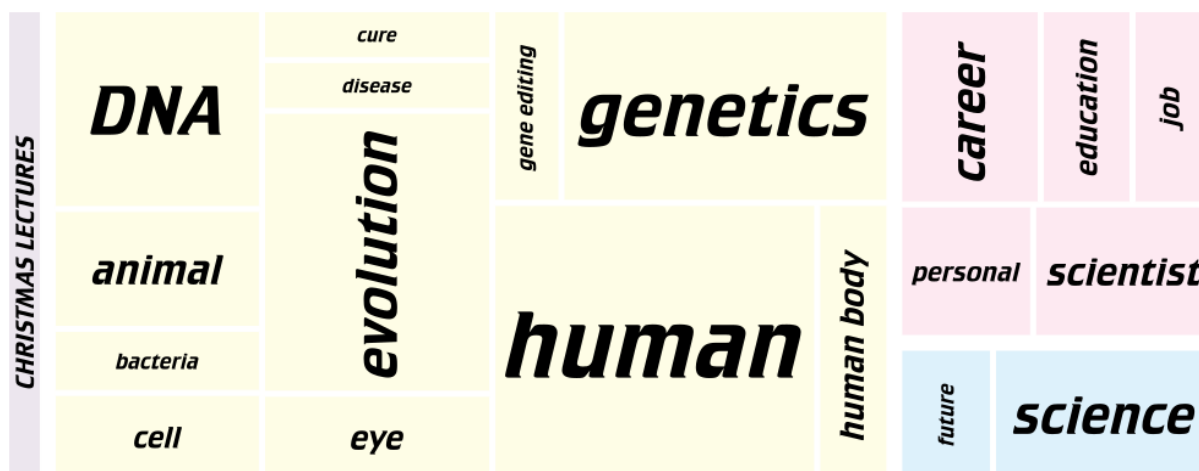 CHRISTMAS LECTURES
DNA
animal
bacteria
cell
cure
disease
evolution
eye
gene editing
genetics
human
human body
career
education
job
personal
scientist
future
science